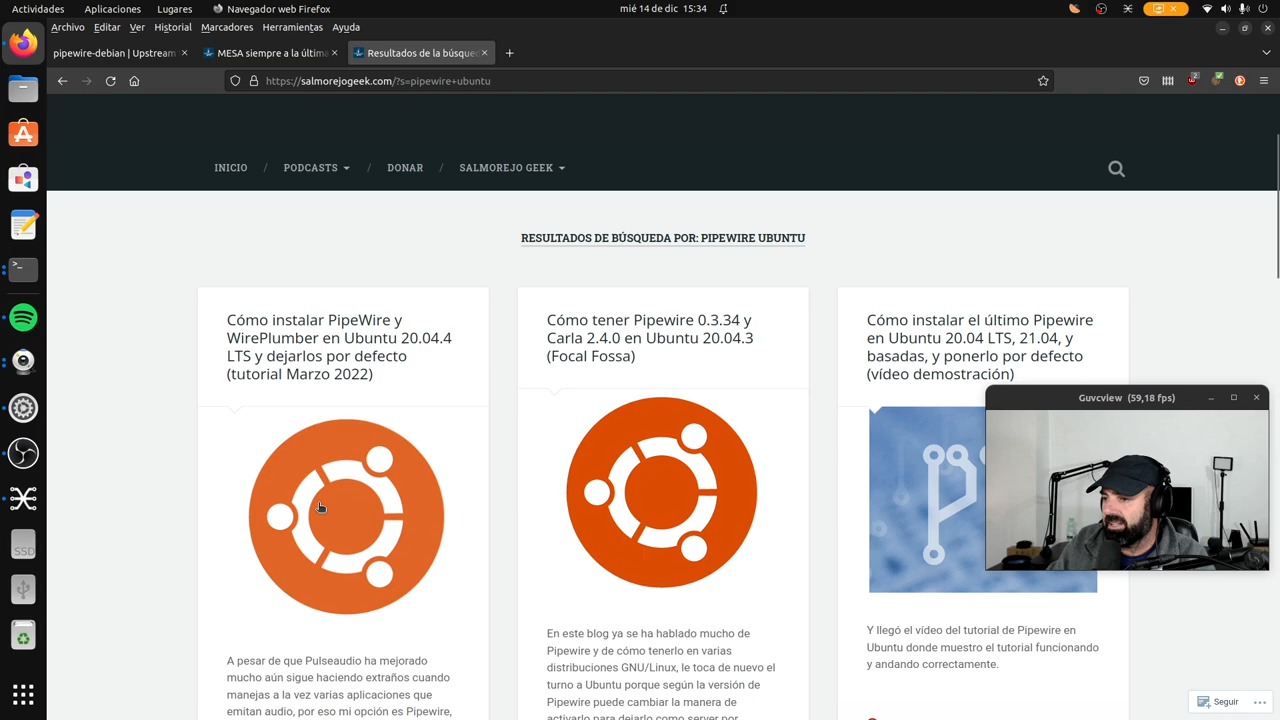 Actividades Aplicaciones Lugares Navegador web Firefox mié 14 de dic 15:34
Archivo Editar Ver Historial Marcadores Herramientas Ayuda
pipewire-debian | Upstream MESA siempre a la última Resultados de la búsqued
https://salmorejogeek.com/?s=pipewire+ubuntu
INICIO / PODCASTS / DONAR / SALMOREJO GEEK
RESULTADOS DE BÚSQUEDA POR: PIPEWIRE UBUNTU
Cómo instalar PipeWire y
WirePlumber en Ubuntu 20.04.4
LTS y dejarlos por defecto
(tutorial Marzo 2022)
A pesar de que Pulseaudio ha mejorado
mucho aún sigue haciendo extraños cuando
manejas a la vez varias aplicaciones que
emitan audio, por eso mi opción es Pipewire,
Cómo tener Pipewire 0.3.34 y
Carla 2.4.0 en Ubuntu 20.04.3
(Focal Fossa)
En este blog ya se ha hablado mucho de
Pipewire y de cómo tenerlo en varias
distribuciones GNU/Linux, le toca de nuevo el
turno a Ubuntu porque según la versión de
Pipewire puede cambiar la manera de
activarlo para dejarlo como server por
Cómo instalar el último Pipewire
en Ubuntu 20.04 LTS, 21.04, y
basadas, y ponerlo por defecto
(vídeo demostración)
Y llegó el vídeo del tutorial de Pipewire en
Ubuntu donde muestro el tutorial funcionando
y andando correctamente.
Guvcview (59,18 fps)
SSD
Seguir